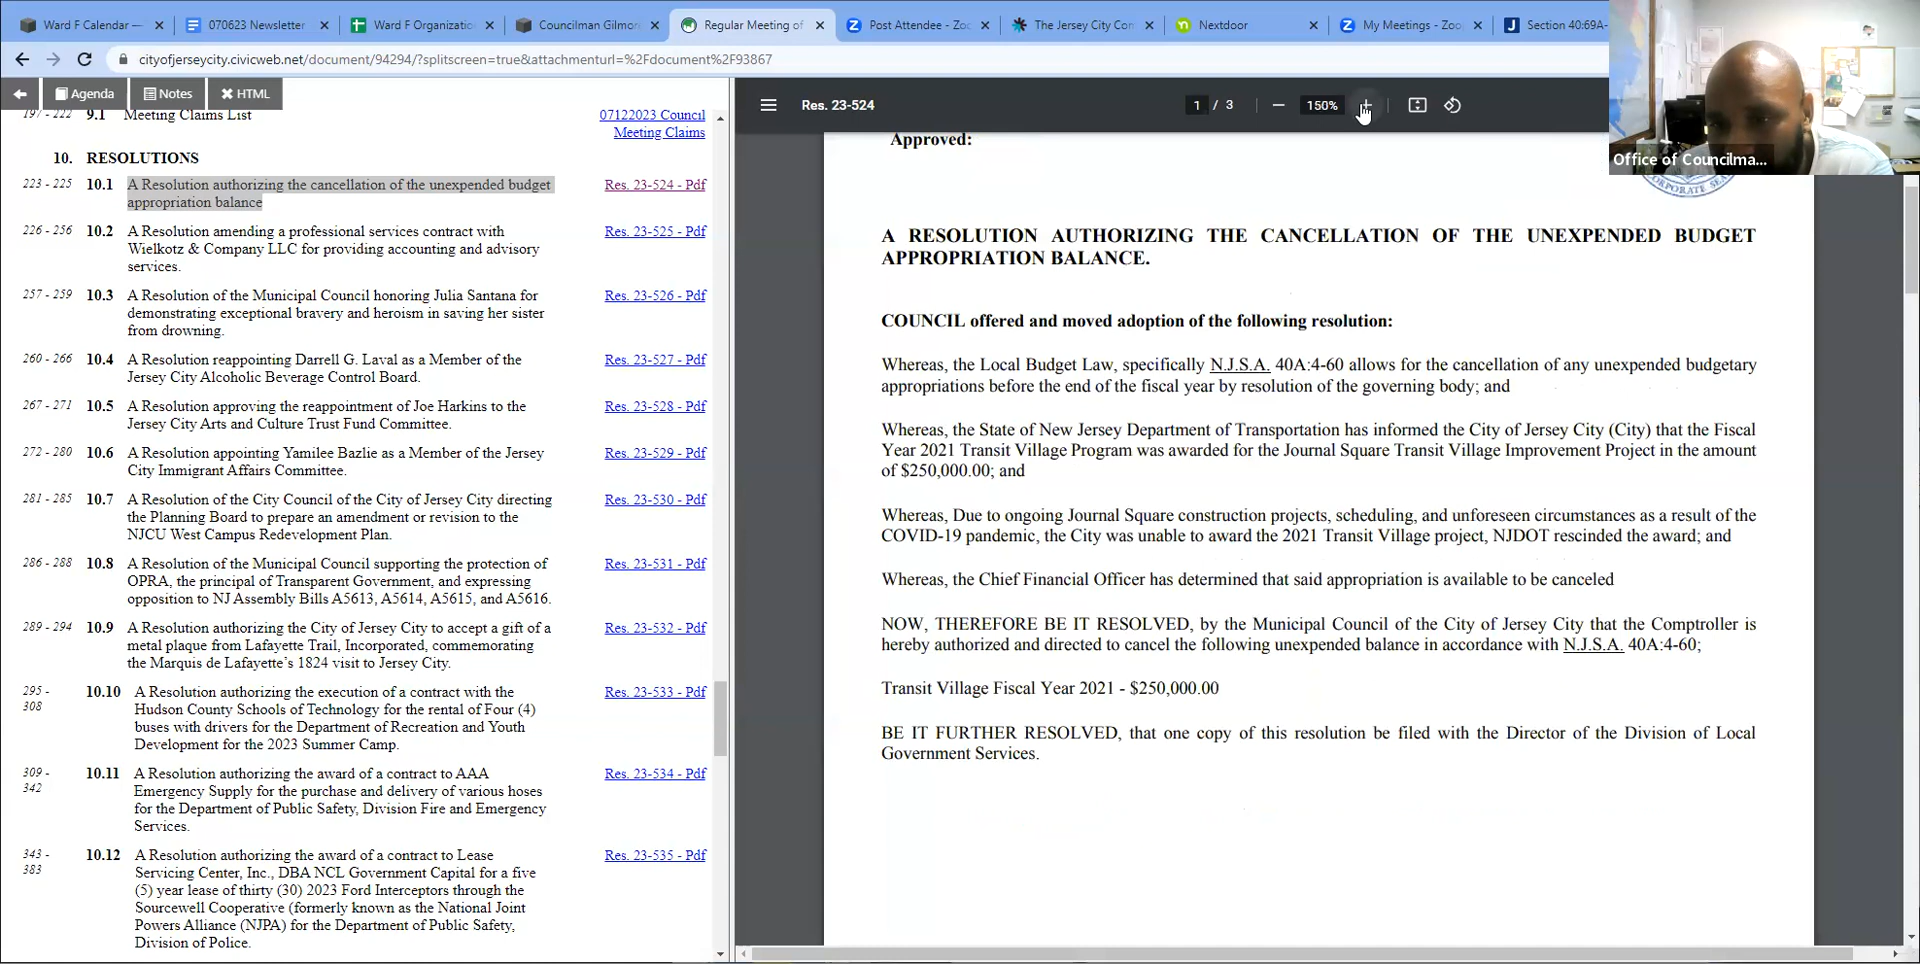 Ward F Calendar —
070623 Newsletter
Ward F Organizatio
Councilman Gilmor
Regular Meeting of
Post Attendee - Zoo
The Jersey City Con
Nextdoor
My Meetings - Zoo
Section 40:69A-
cityofjerseycity.civicweb.net/document/94294/?splitscreen=true&attachmenturl=%2Fdocument%2F93867
Agenda
Notes
HTML
197 - 222 9.1 Meeting Claims List 07122023 Council
Meeting Claims
10. RESOLUTIONS
223 - 225 10.1 A Resolution authorizing the cancellation of the unexpended budget Res. 23-524 - Pdf
appropriation balance
226 - 256 10.2 A Resolution amending a professional services contract with Res. 23-525 - Pdf
Wielkotz & Company LLC for providing accounting and advisory
services.
257 - 259 10.3 A Resolution of the Municipal Council honoring Julia Santana for Res. 23-526 - Pdf
demonstrating exceptional bravery and heroism in saving her sister
from drowning.
260 - 266 10.4 A Resolution reappointing Darrell G. Laval as a Member of the Res. 23-527 - Pdf
Jersey City Alcoholic Beverage Control Board.
267 - 271 10.5 A Resolution approving the reappointment of Joe Harkins to the Res. 23-528 - Pdf
Jersey City Arts and Culture Trust Fund Committee.
272 - 280 10.6 A Resolution appointing Yamilee Bazlie as a Member of the Jersey Res. 23-529 - Pdf
City Immigrant Affairs Committee.
281 - 285 10.7 A Resolution of the City Council of the City of Jersey City directing Res. 23-530 - Pdf
the Planning Board to prepare an amendment or revision to the
NJCU West Campus Redevelopment Plan.
286 - 288 10.8 A Resolution of the Municipal Council supporting the protection of Res. 23-531 - Pdf
OPRA, the principal of Transparent Government, and expressing
opposition to NJ Assembly Bills A5613, A5614, A5615, and A5616.
289 - 294 10.9 A Resolution authorizing the City of Jersey City to accept a gift of a Res. 23-532 - Pdf
metal plaque from Lafayette Trail, Incorporated, commemorating
the Marquis de Lafayette's 1824 visit to Jersey City.
295 - 10.10 A Resolution authorizing the execution of a contract with the Res. 23-533 - Pdf
308 Hudson County Schools of Technology for the rental of Four (4)
buses with drivers for the Department of Recreation and Youth
Development for the 2023 Summer Camp.
309 - 10.11 A Resolution authorizing the award of a contract to AAA Res. 23-534 - Pdf
342 Emergency Supply for the purchase and delivery of various hoses
for the Department of Public Safety, Division Fire and Emergency
Services.
343 - 10.12 A Resolution authorizing the award of a contract to Lease Res. 23-535 - Pdf
383 Servicing Center, Inc., DBA NCL Government Capital for a five
(5) year lease of thirty (30) 2023 Ford Interceptors through the
Sourcewell Cooperative (formerly known as the National Joint
Powers Alliance (NJPA) for the Department of Public Safety,
Division of Police.
Res. 23-524
1 / 3
150%
Office of Councilma...
Approved:
CORPORATE SEA
A RESOLUTION AUTHORIZING THE CANCELLATION OF THE UNEXPENDED BUDGET
APPROPRIATION BALANCE.
COUNCIL offered and moved adoption of the following resolution:
Whereas, the Local Budget Law, specifically N.J.S.A. 40A:4-60 allows for the cancellation of any unexpended budgetary
appropriations before the end of the fiscal year by resolution of the governing body; and
Whereas, the State of New Jersey Department of Transportation has informed the City of Jersey City (City) that the Fiscal
Year 2021 Transit Village Program was awarded for the Journal Square Transit Village Improvement Project in the amount
of $250,000.00; and
Whereas, Due to ongoing Journal Square construction projects, scheduling, and unforeseen circumstances as a result of the
COVID-19 pandemic, the City was unable to award the 2021 Transit Village project, NJDOT rescinded the award; and
Whereas, the Chief Financial Officer has determined that said appropriation is available to be canceled
NOW, THEREFORE BE IT RESOLVED, by the Municipal Council of the City of Jersey City that the Comptroller is
hereby authorized and directed to cancel the following unexpended balance in accordance with N.J.S.A. 40A:4-60;
Transit Village Fiscal Year 2021 - $250,000.00
BE IT FURTHER RESOLVED, that one copy of this resolution be filed with the Director of the Division of Local
Government Services.